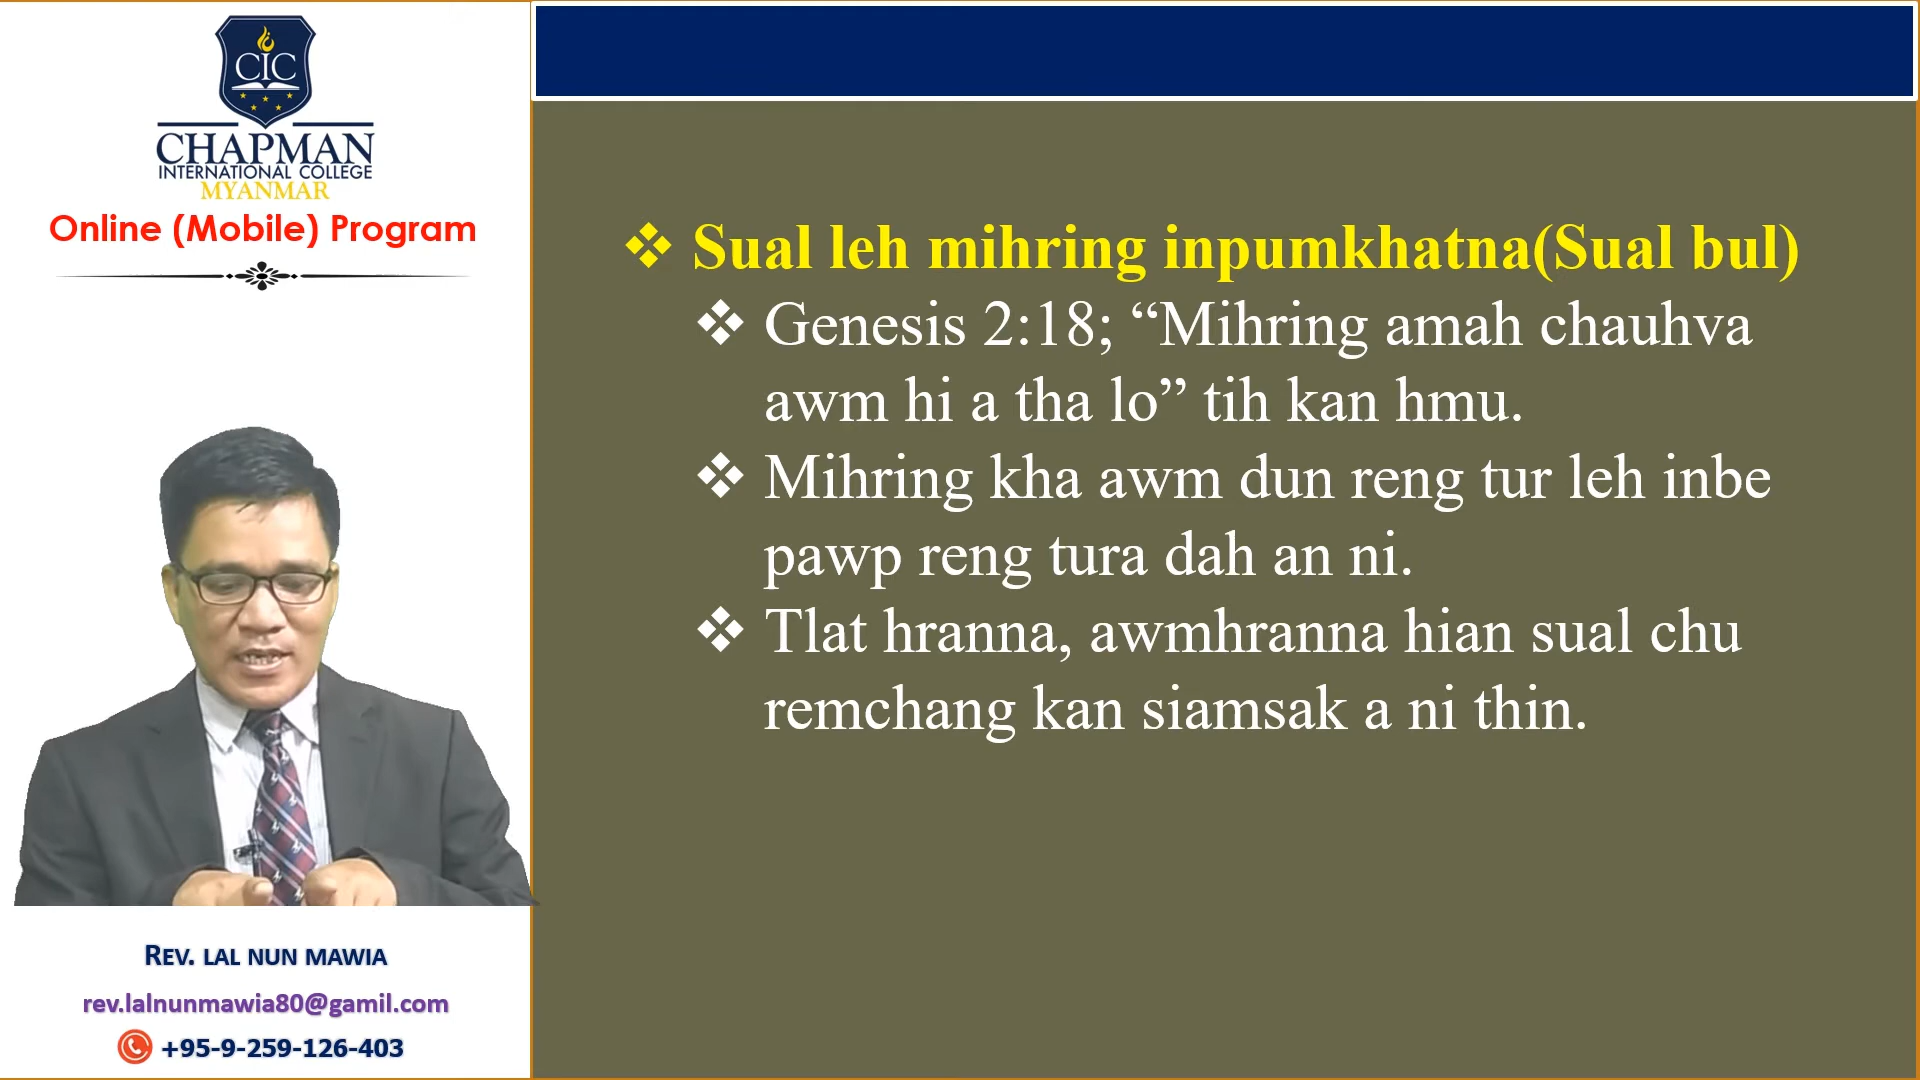 CIC
CHAPMAN
INTERNATIONAL COLLEGE
MYANMAR
Online (Mobile) Program
REV. LAL NUN MAWIA
rev.lalnunmawia80@gamil.com
+95-9-259-126-403
Sual leh mihring inpumkhatna(Sual bul)
Genesis 2:18; “Mihring amah chauhva
awm hi a tha lo” tih kan hmu.
Mihring kha awm dun reng tur leh inbe
pawp reng tura dah an ni.
Tlat hranna, awmhranna hian sual chu
remchang kan siamsak a ni thin.